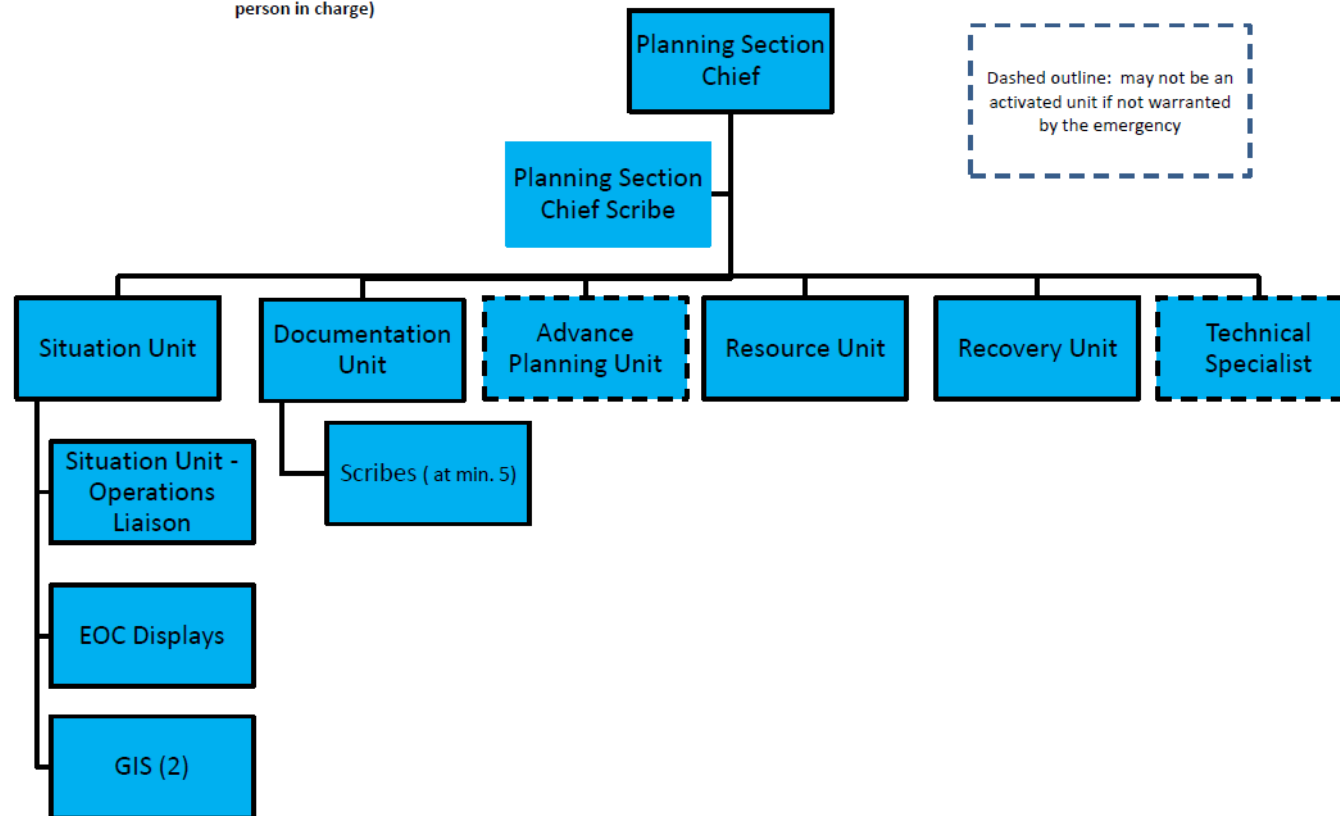 person in charge)
Planning Section
Chief
Dashed outline:  may not be an
activated unit if not warranted
by the emergency
Planning Section
Chief Scribe
Situation Unit
Documentation
Unit
Advance
Planning Unit
Resource Unit
Recovery Unit
Technical
Specialist
Situation Unit -
Operations
Liaison
Scribes ( at min. 5)
EOC Displays
GIS (2)